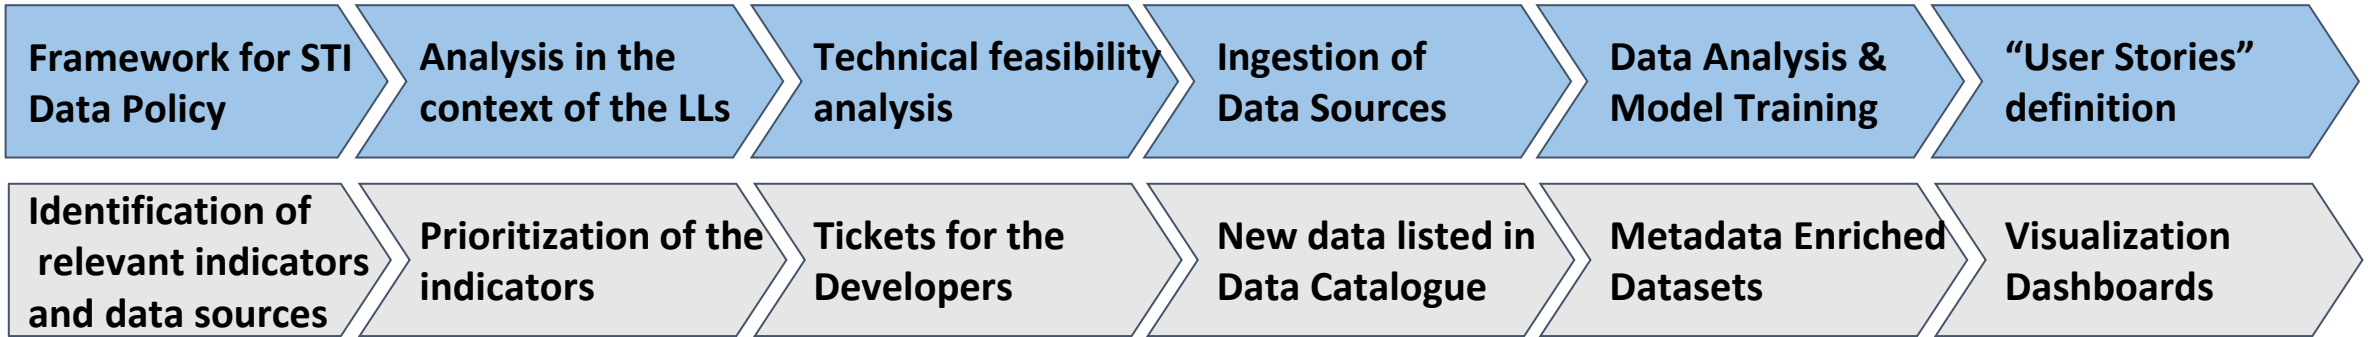 Framework for STI
Data Policy
Analysis in the
context of the LLs
Technical feasibility
analysis
Ingestion of
Data Sources
Data Analysis &
Model Training
“User Stories”
definition
Identification of
relevant indicators
and data sources
Prioritization of the
indicators
Tickets for the
Developers
New data listed in
Data Catalogue
Metadata Enriched
Datasets
Visualization
Dashboards